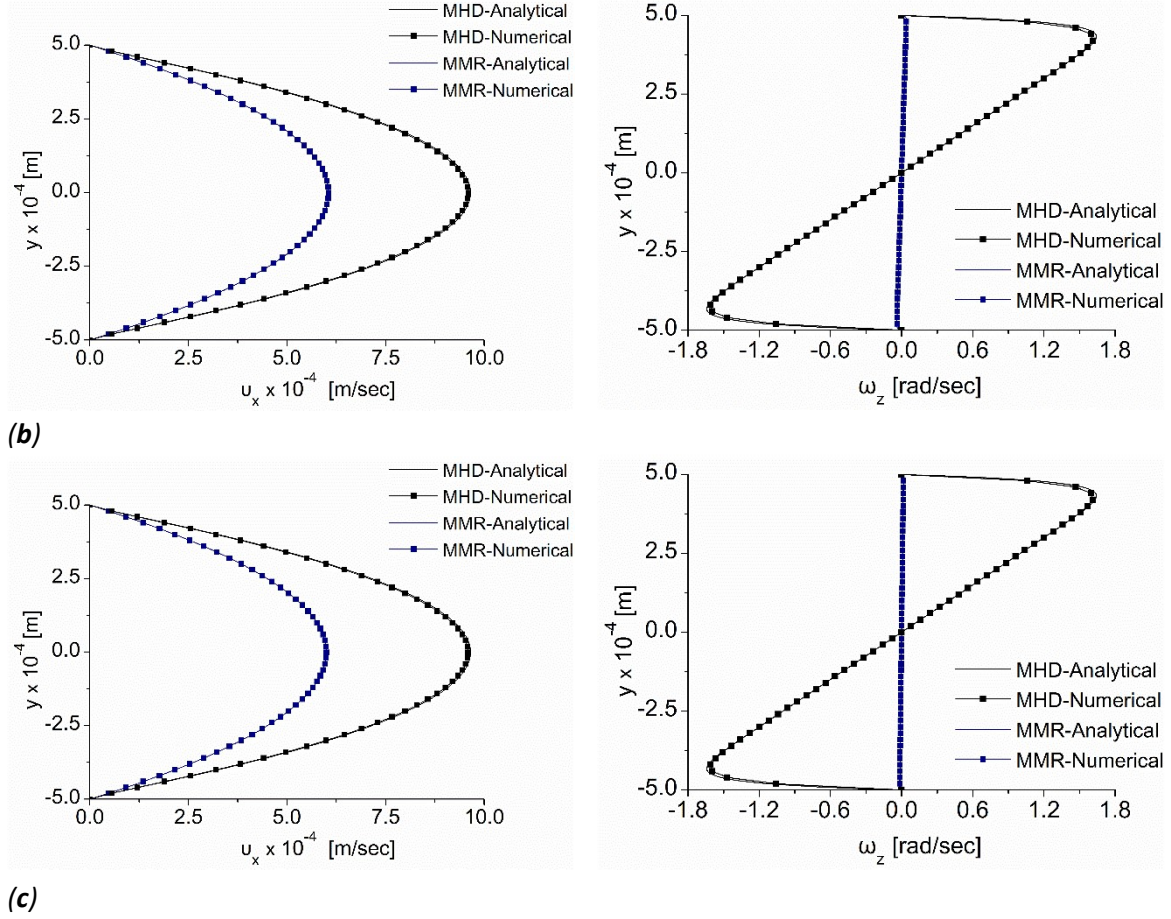 MHD-Analytical
MHD-Numerical
MMR-Analytical
MMR-Numerical
5.0
2.5
0.0
-2.5
-5.0
y x 10⁻⁴ [m]
0.0 2.5 5.0 7.5 10.0
υₓ x 10⁻⁴ [m/sec]
5.0
2.5
0.0
-2.5
-5.0
y x 10⁻⁴ [m]
MHD-Analytical
MHD-Numerical
MMR-Analytical
MMR-Numerical
-1.8 -1.2 -0.6 0.0 0.6 1.2 1.8
ω_z [rad/sec]
(b)
MHD-Analytical
MHD-Numerical
MMR-Analytical
MMR-Numerical
5.0
2.5
0.0
-2.5
-5.0
y x 10⁻⁴ [m]
0.0 2.5 5.0 7.5 10.0
υₓ x 10⁻⁴ [m/sec]
5.0
2.5
0.0
-2.5
-5.0
y x 10⁻⁴ [m]
MHD-Analytical
MHD-Numerical
MMR-Analytical
MMR-Numerical
-1.8 -1.2 -0.6 0.0 0.6 1.2 1.8
ω_z [rad/sec]
(c)